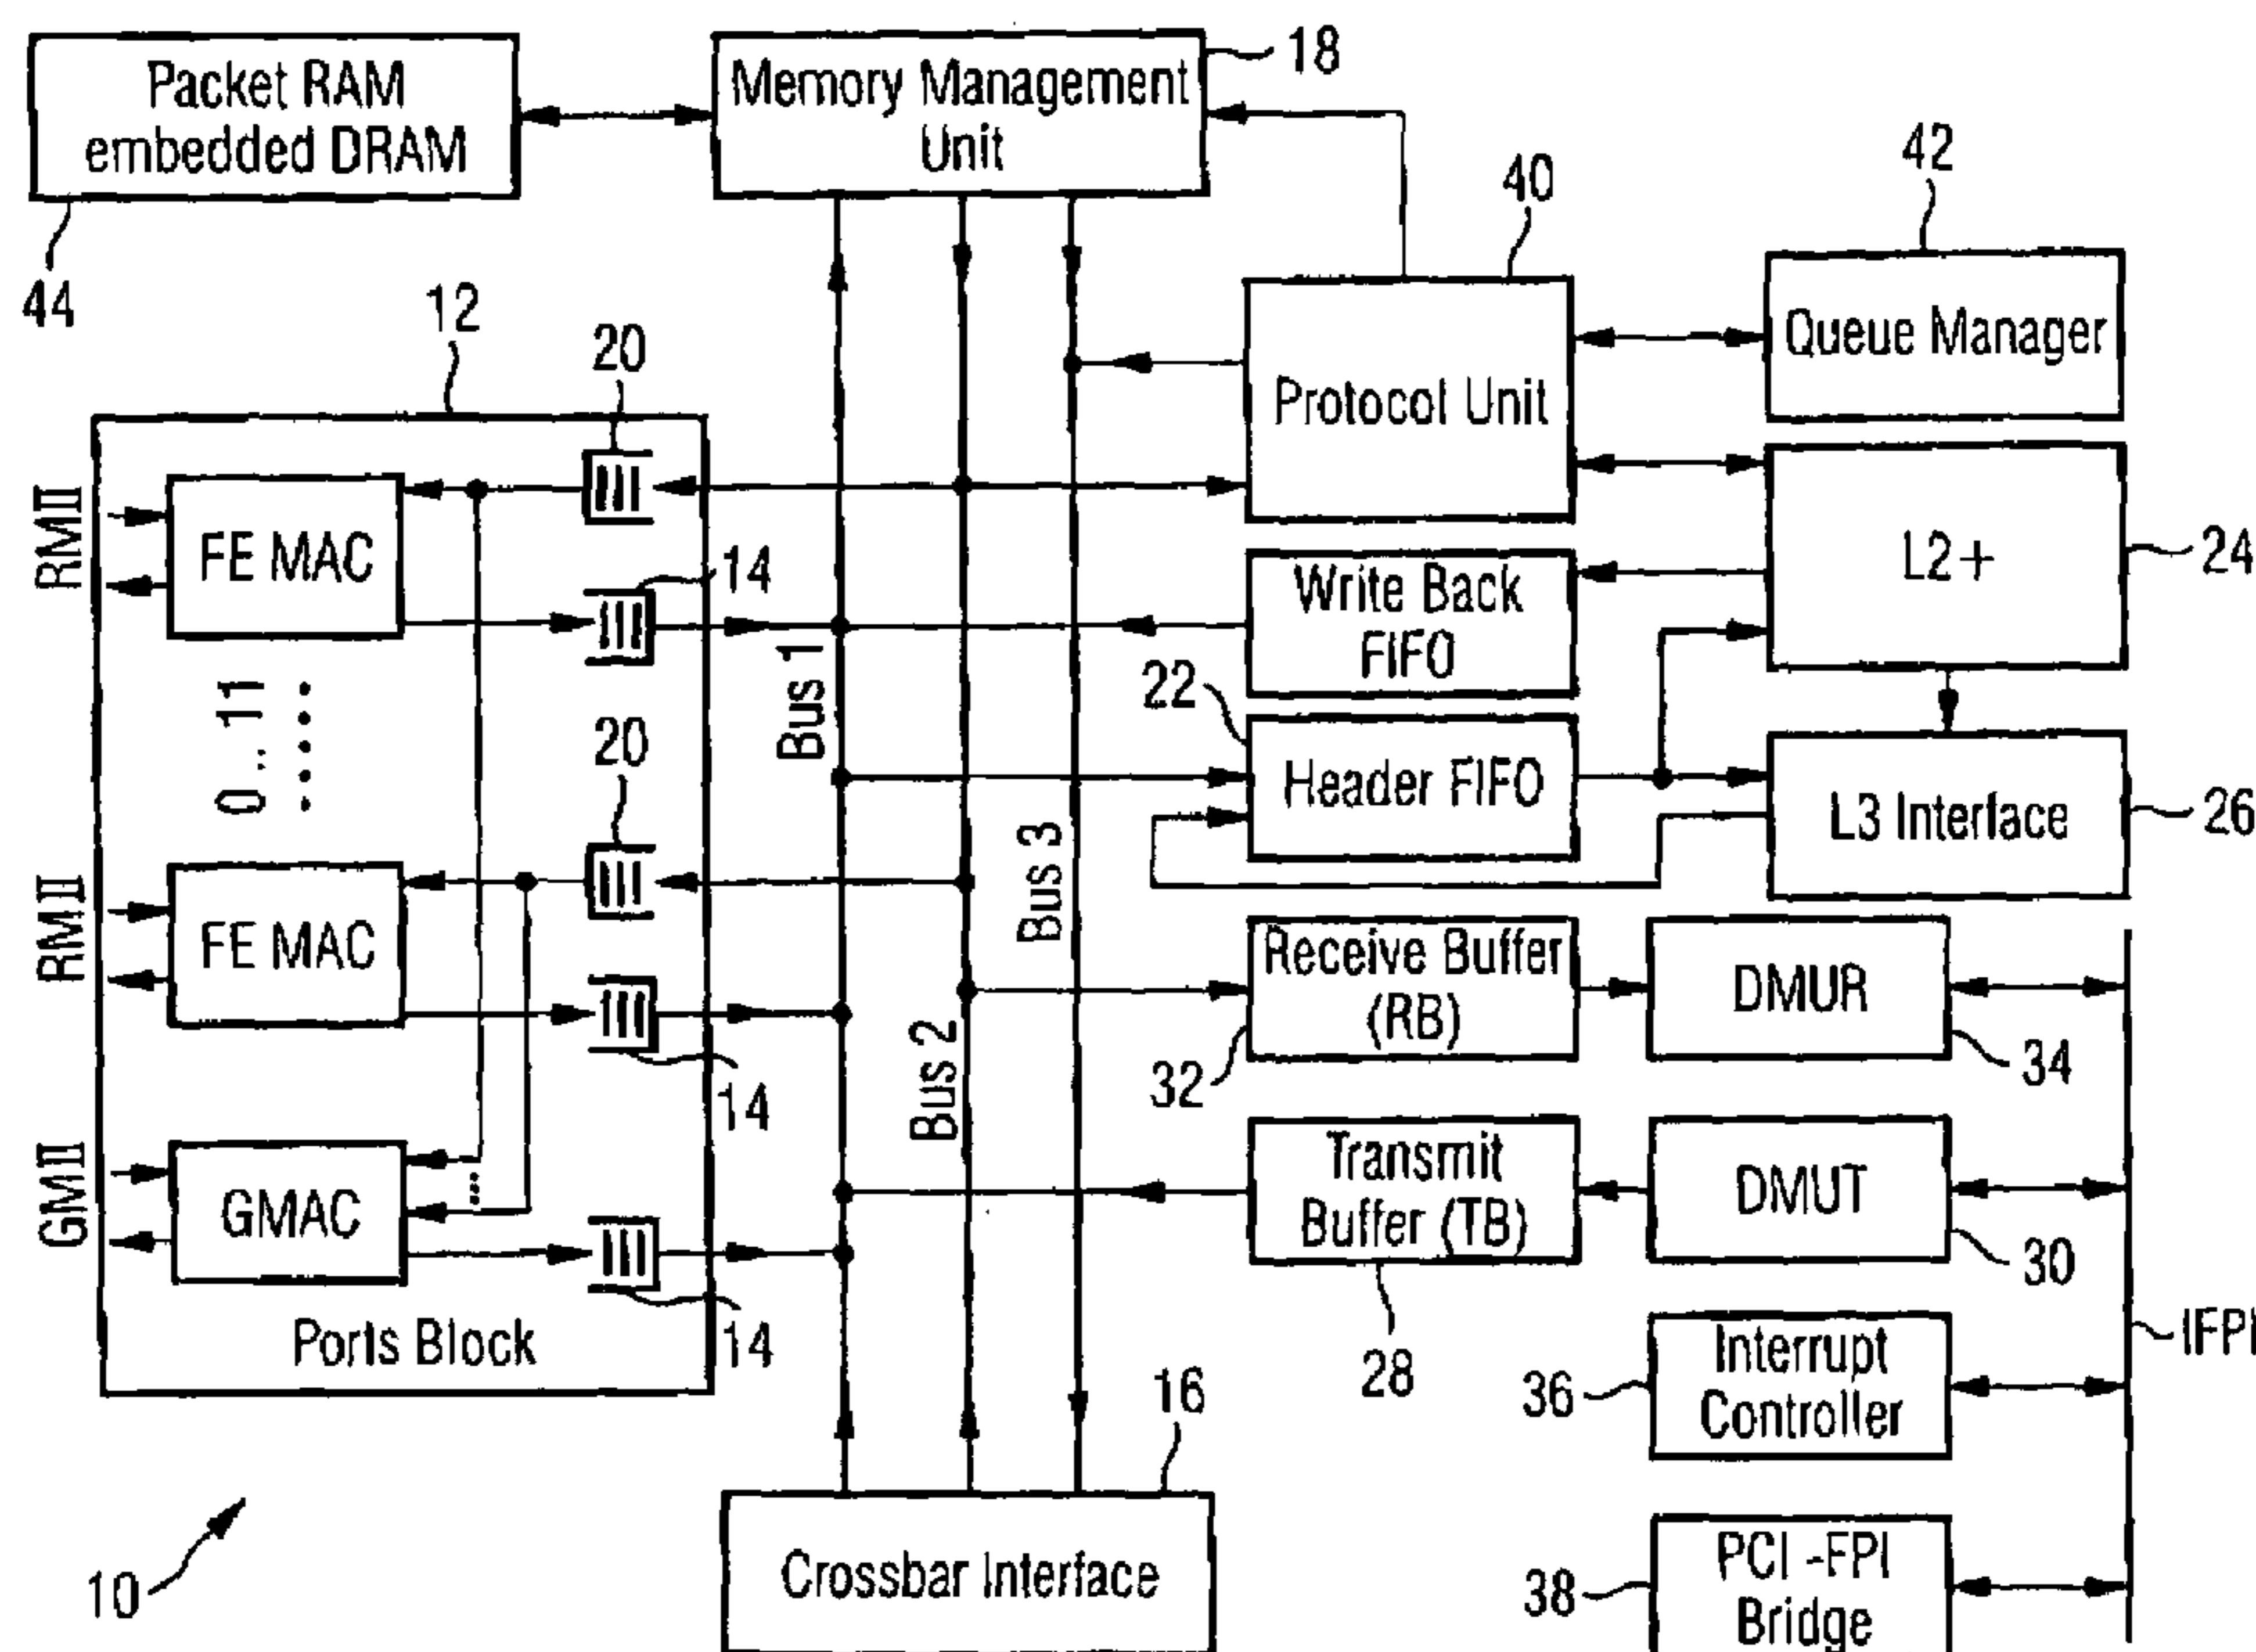 Packet RAM
embedded DRAM
44
Memory Management
Unit
18
40
Protocol Unit
42
Queue Manager
12
20
RMII
FE MAC
14
0..11
.....
20
RMII
FE MAC
14
GMII
GMAC
...
14
Ports Block
Bus 1
Bus 2
Bus 3
Write Back
FIFO
22
Header FIFO
L2+
24
L3 Interface
26
Receive Buffer
(RB)
32
DMUR
34
Transmit
Buffer (TB)
28
DMUT
30
Interrupt
Controller
36
IFPI
PCI-FPI
Bridge
38
16
Crossbar Interface
10